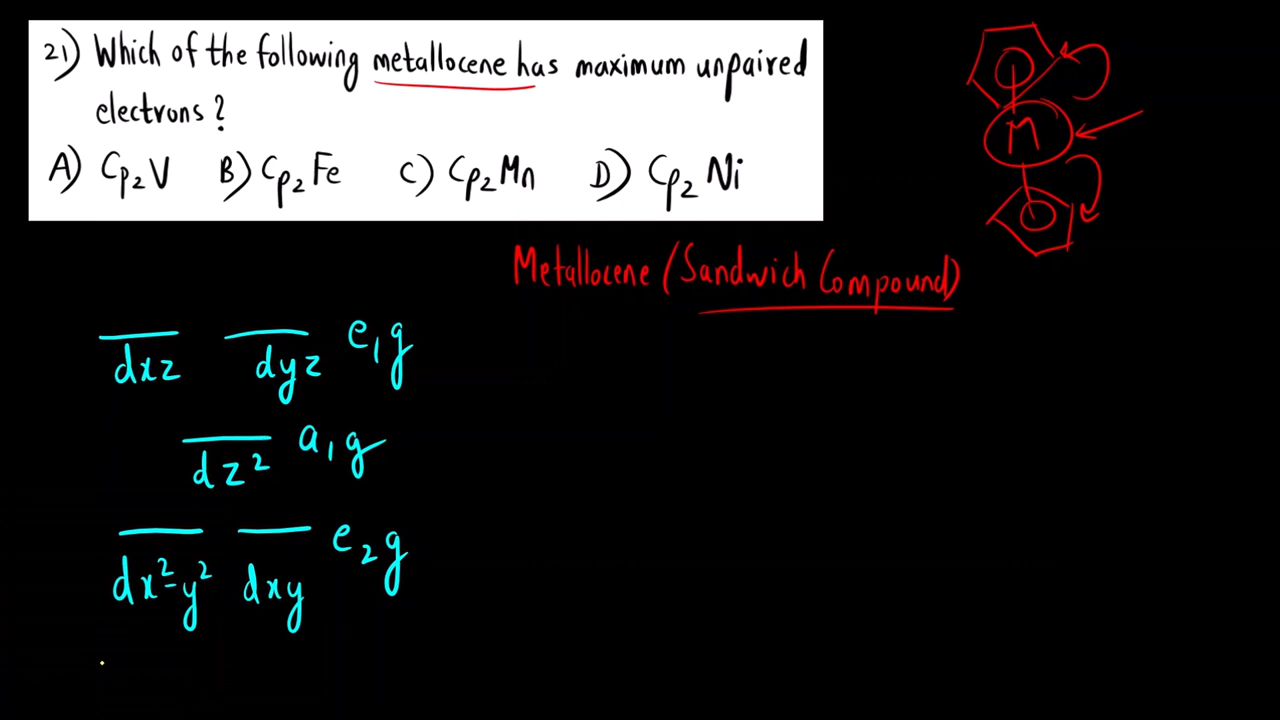 21) Which of the following metallocene has maximum unpaired
electrons?
A) Cp₂V B) Cp₂Fe C) Cp₂Mn D) Cp₂Ni
M
Metallocene (Sandwich Compound)
dxz dyz e₁g
dz² a₁g
dx²-y² dxy e₂g